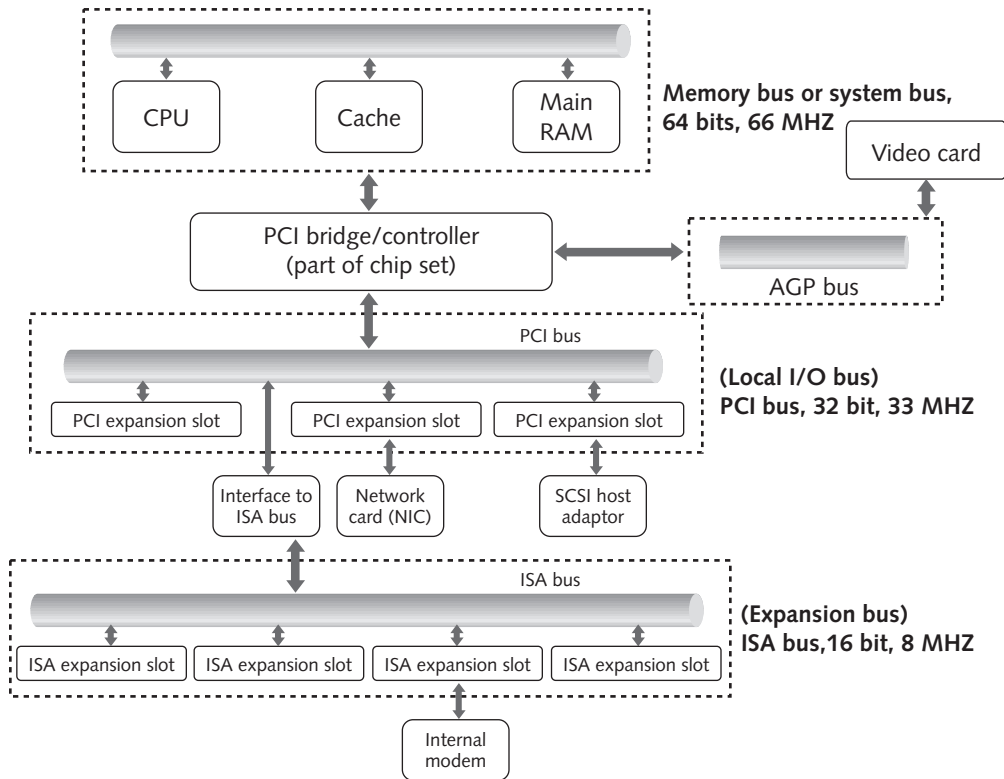 CPU
Cache
Main
RAM
Memory bus or system bus,
64 bits, 66 MHZ
Video card
PCI bridge/controller
(part of chip set)
AGP bus
PCI bus
PCI expansion slot
PCI expansion slot
PCI expansion slot
(Local I/O bus)
PCI bus, 32 bit, 33 MHZ
Interface to
ISA bus
Network
card (NIC)
SCSI host
adaptor
ISA bus
ISA expansion slot
ISA expansion slot
ISA expansion slot
ISA expansion slot
(Expansion bus)
ISA bus,16 bit, 8 MHZ
Internal
modem